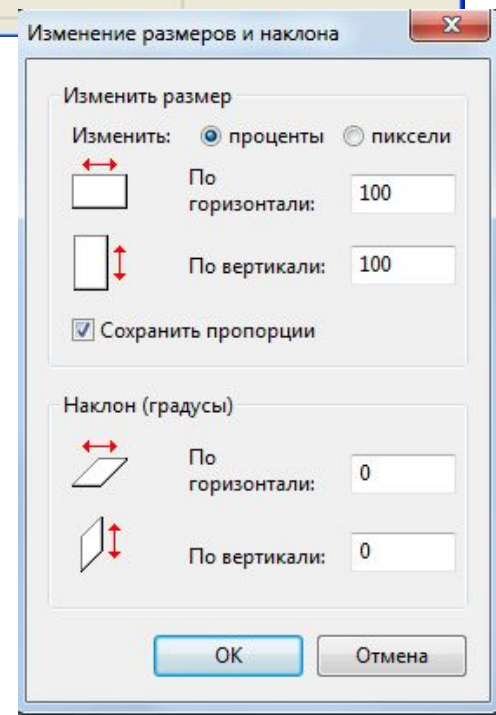 Изменение размеров и наклона
Изменить размер
Изменить: проценты пиксели
По
горизонтали: 100
По вертикали: 100
Сохранить пропорции
Наклон (градусы)
По
горизонтали: 0
По вертикали: 0
ОК Отмена